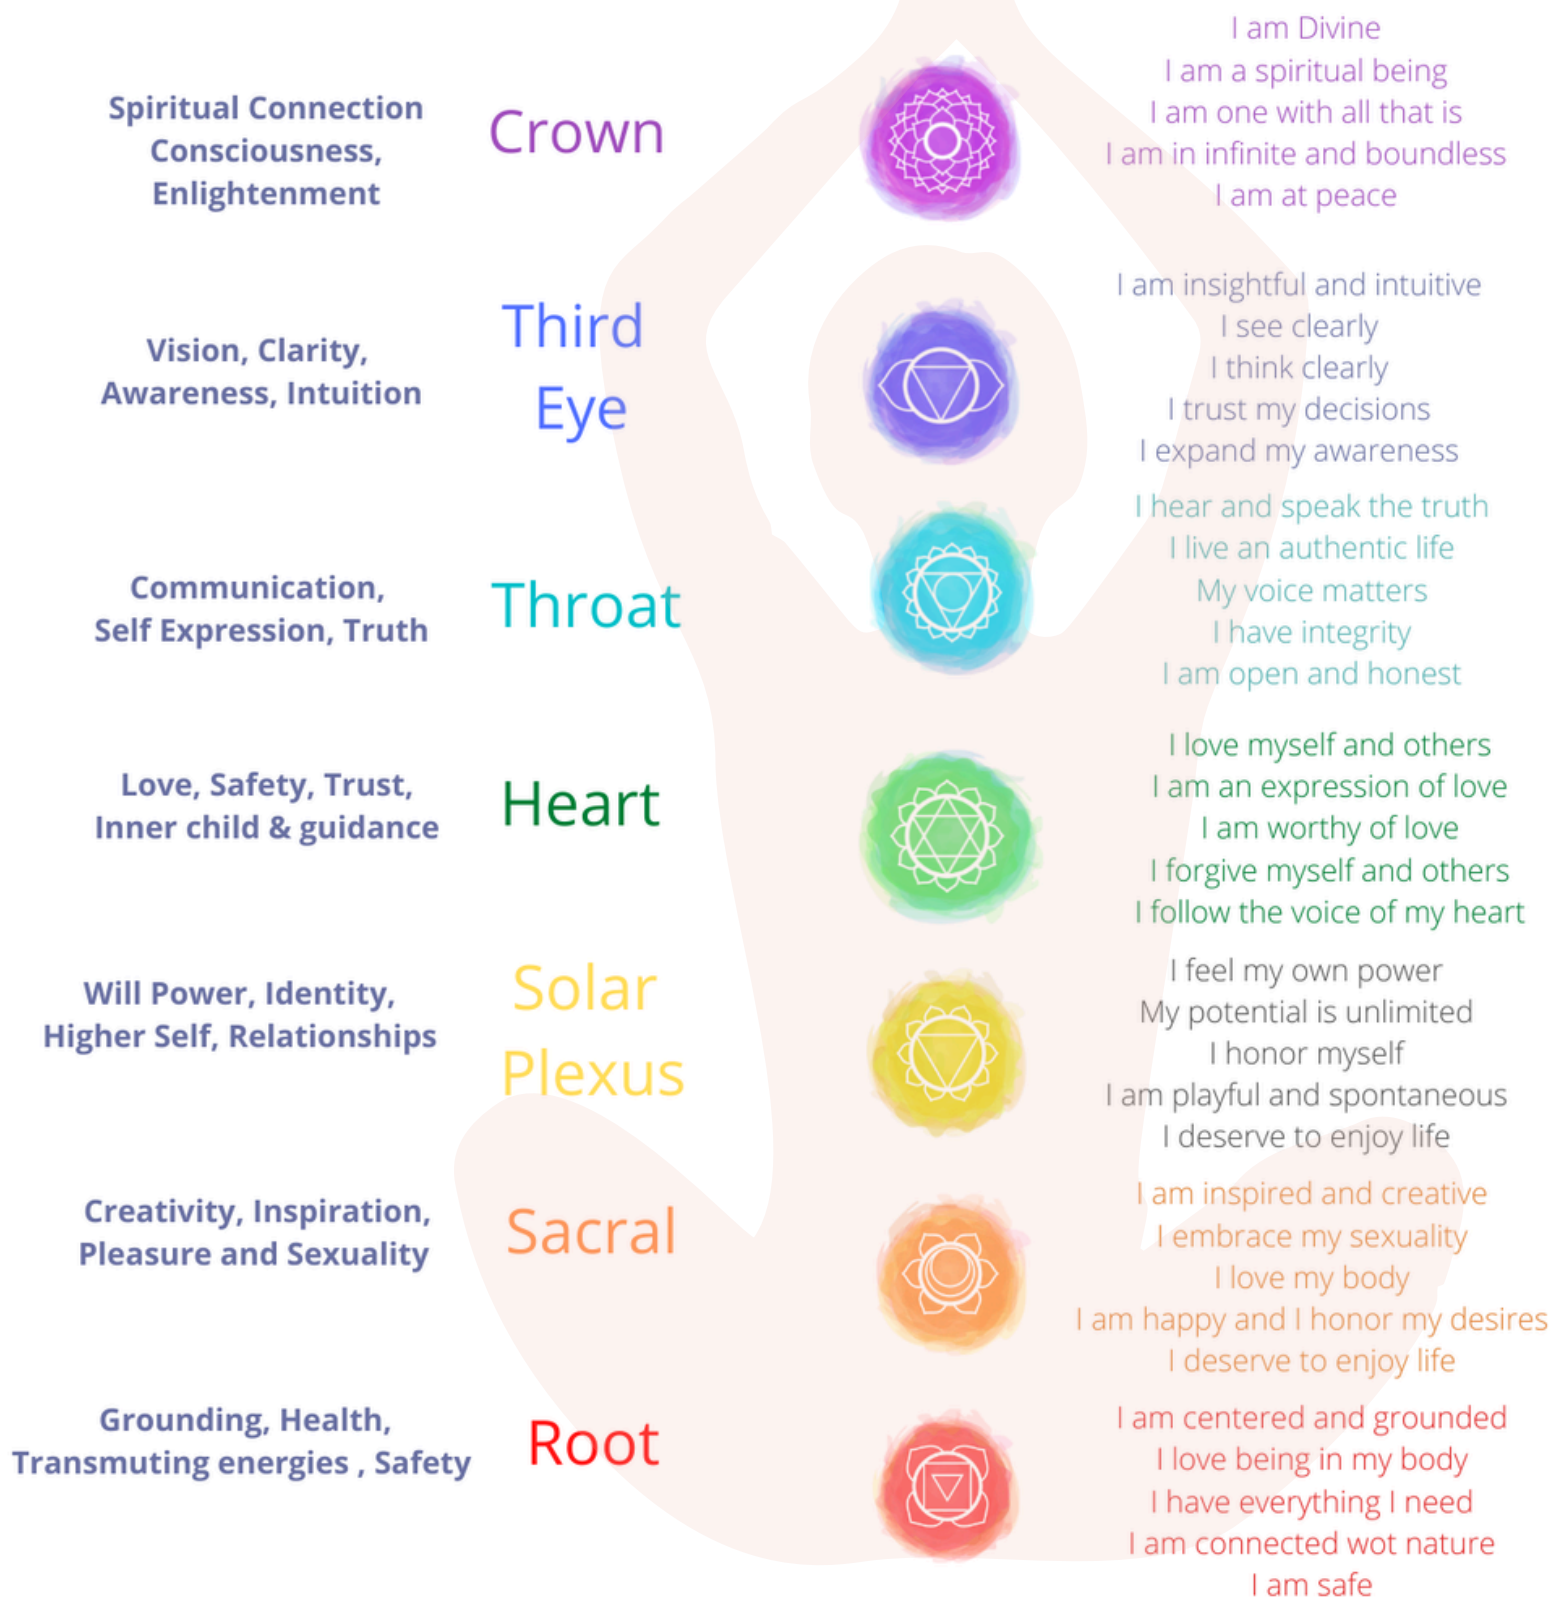 Spiritual Connection
Consciousness,
Enlightenment
Crown
I am Divine
I am a spiritual being
I am one with all that is
I am in infinite and boundless
I am at peace
Vision, Clarity,
Awareness, Intuition
Third
Eye
I am insightful and intuitive
I see clearly
I think clearly
I trust my decisions
I expand my awareness
Communication,
Self Expression, Truth
Throat
I hear and speak the truth
I live an authentic life
My voice matters
I have integrity
I am open and honest
Love, Safety, Trust,
Inner child & guidance
Heart
I love myself and others
I am an expression of love
I am worthy of love
I forgive myself and others
I follow the voice of my heart
Will Power, Identity,
Higher Self, Relationships
Solar
Plexus
I feel my own power
My potential is unlimited
I honor myself
I am playful and spontaneous
I deserve to enjoy life
Creativity, Inspiration,
Pleasure and Sexuality
Sacral
I am inspired and creative
I embrace my sexuality
I love my body
I am happy and I honor my desires
I deserve to enjoy life
Grounding, Health,
Transmuting energies , Safety
Root
I am centered and grounded
I love being in my body
I have everything I need
I am connected wot nature
I am safe